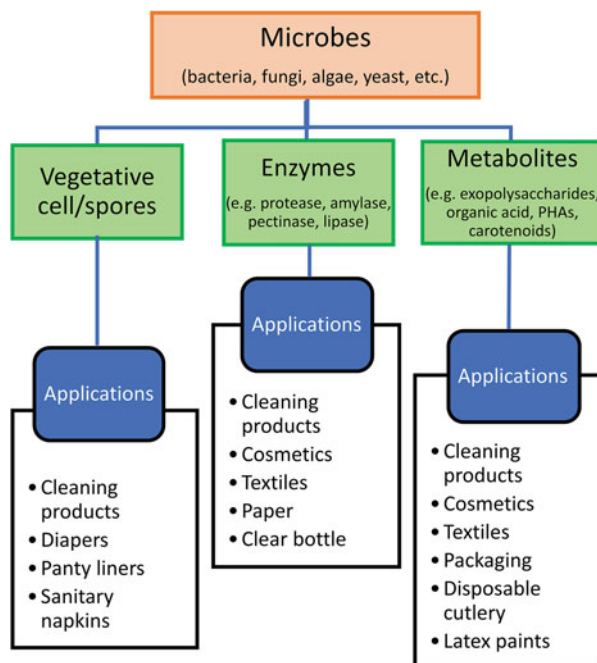 Microbes
(bacteria, fungi, algae, yeast, etc.)
Vegetative
cell/spores
Enzymes
(e.g. protease, amylase,
pectinase, lipase)
Metabolites
(e.g. exopolysaccharides,
organic acid, PHAs,
carotenoids)
Applications
• Cleaning
products
• Diapers
• Panty liners
• Sanitary
napkins
Applications
• Cleaning
products
• Cosmetics
• Textiles
• Paper
• Clear bottle
Applications
• Cleaning
products
• Cosmetics
• Textiles
• Packaging
• Disposable
cutlery
• Latex paints